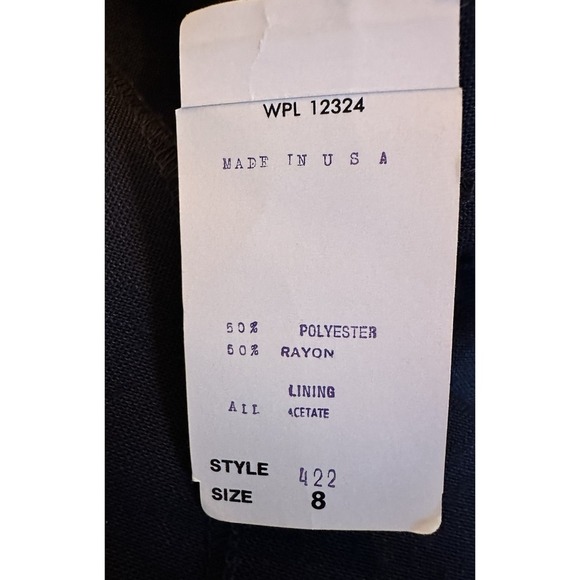 WPL 12324
MADE IN U S A
50% POLYESTER
50% RAYON
LINING
ALL ACETATE
STYLE 422
SIZE 8